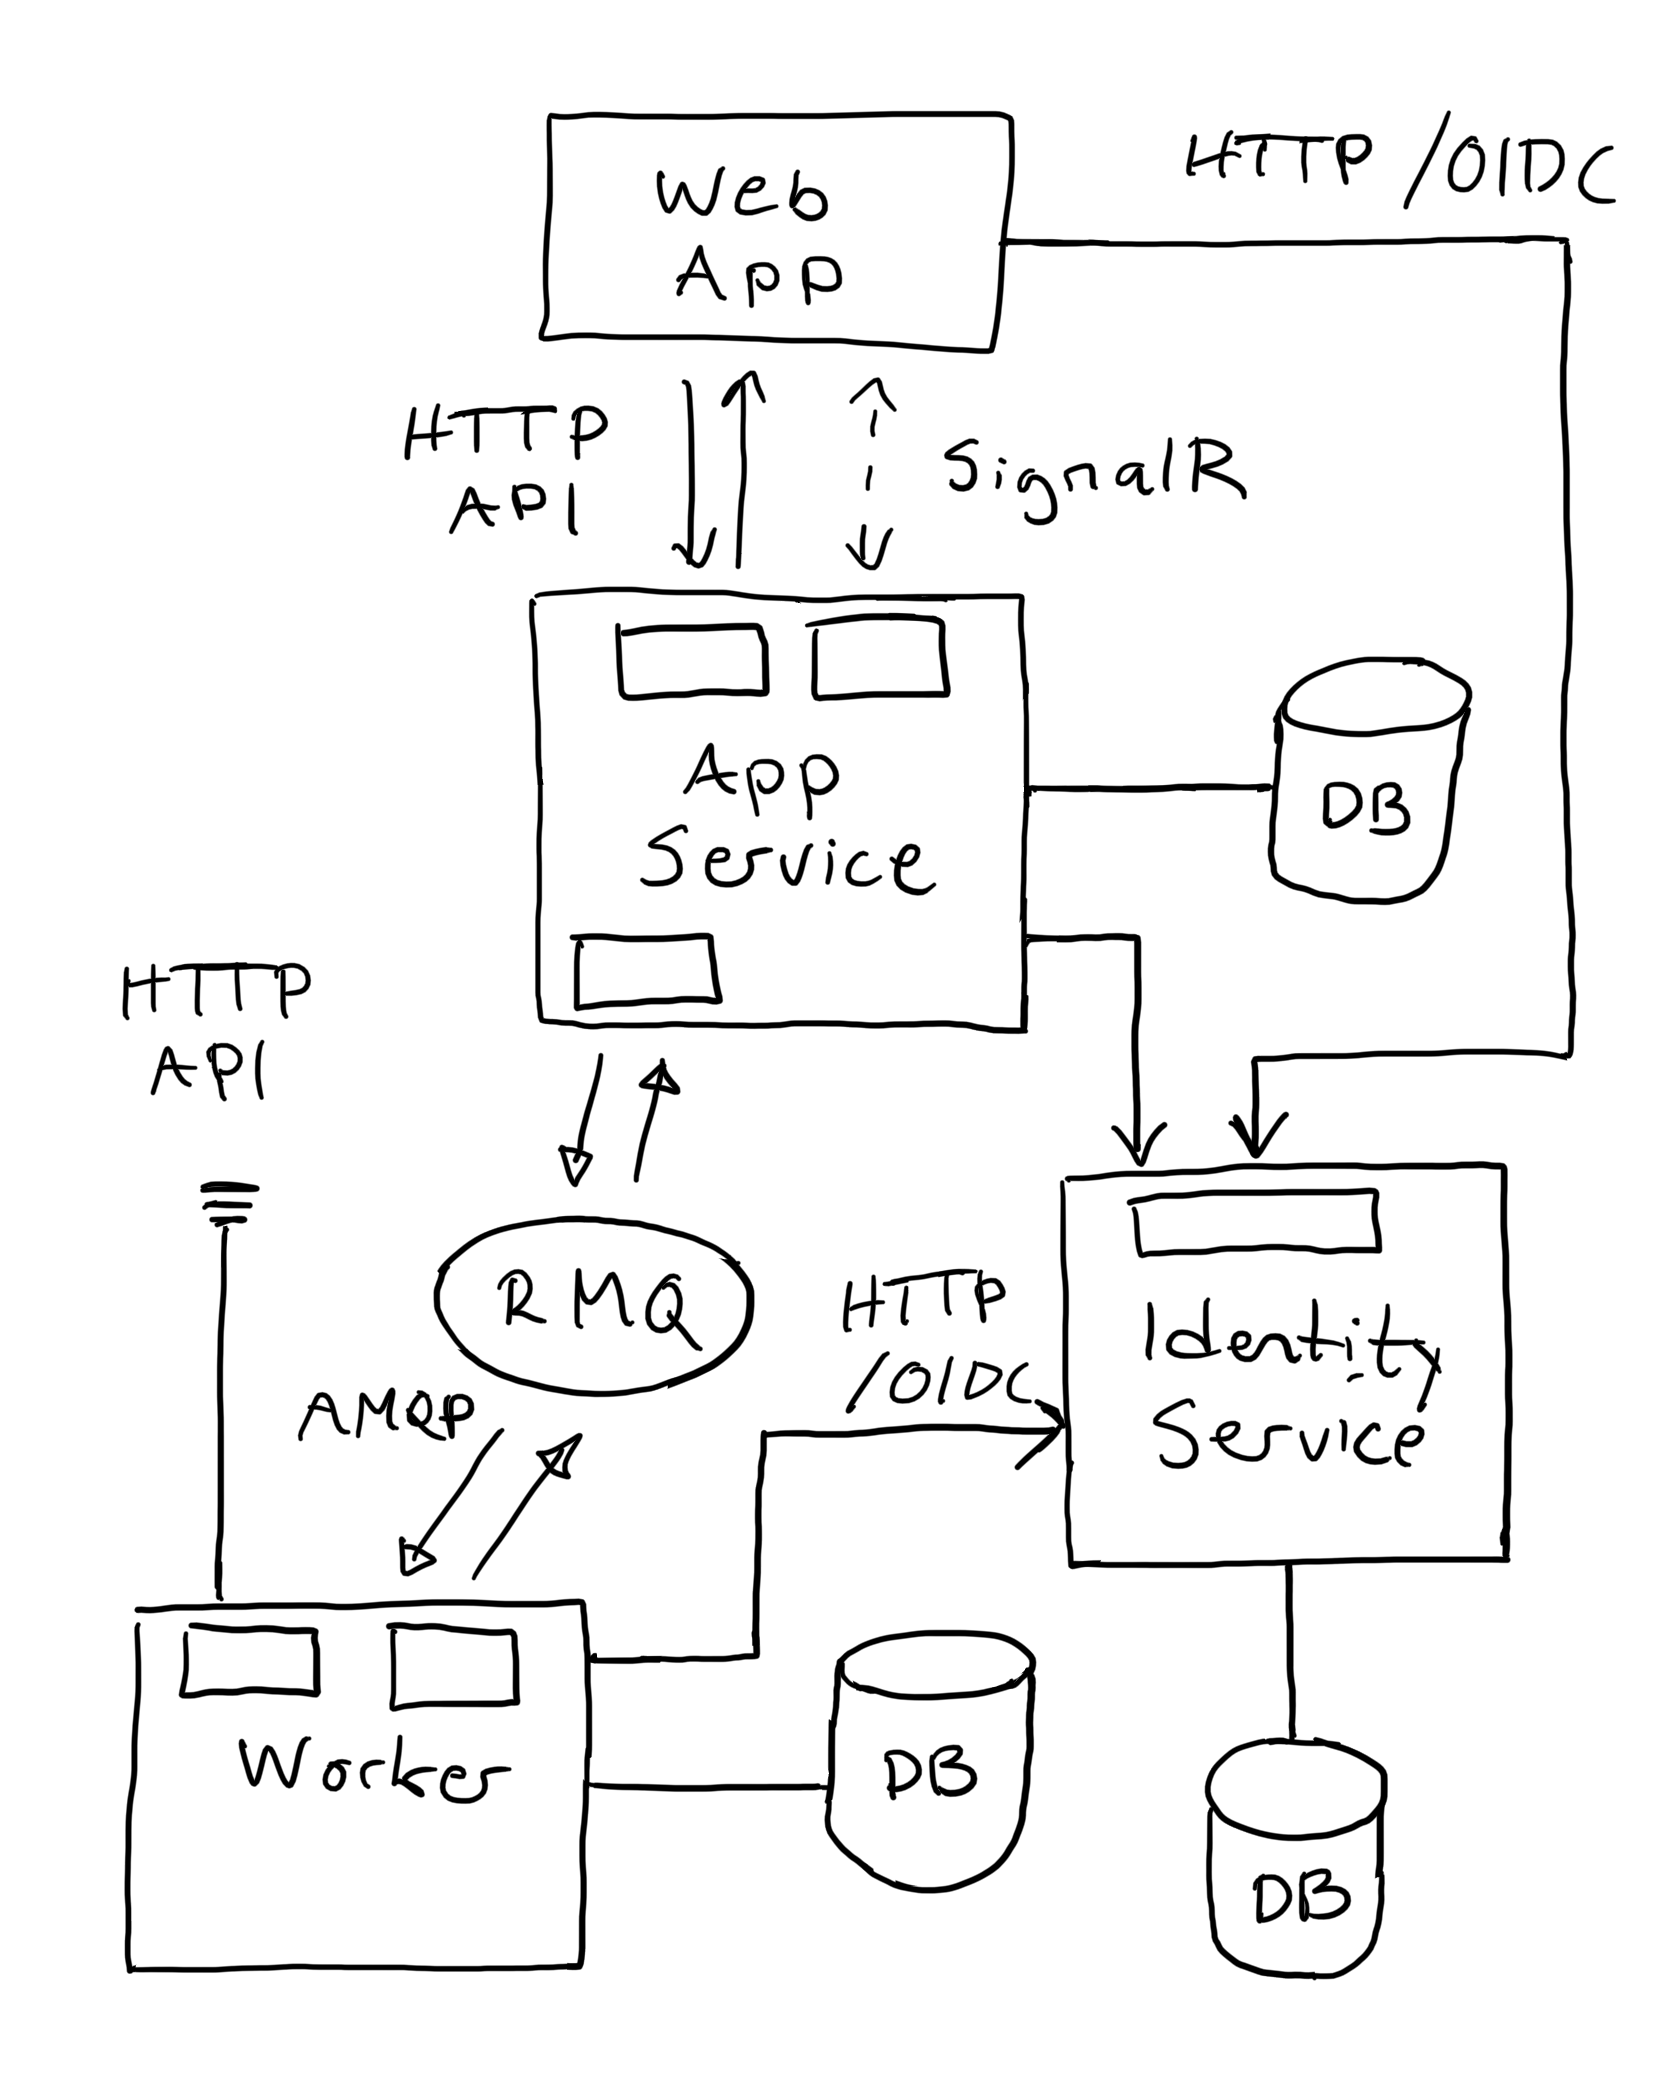 Web
App
HTTP /OIDC
HTTP
API
SignalR
App
Service
DB
HTTP
API
RMQ
AMQP
HTTP
/OIDC
Identity
Service
Worker
DB
DB